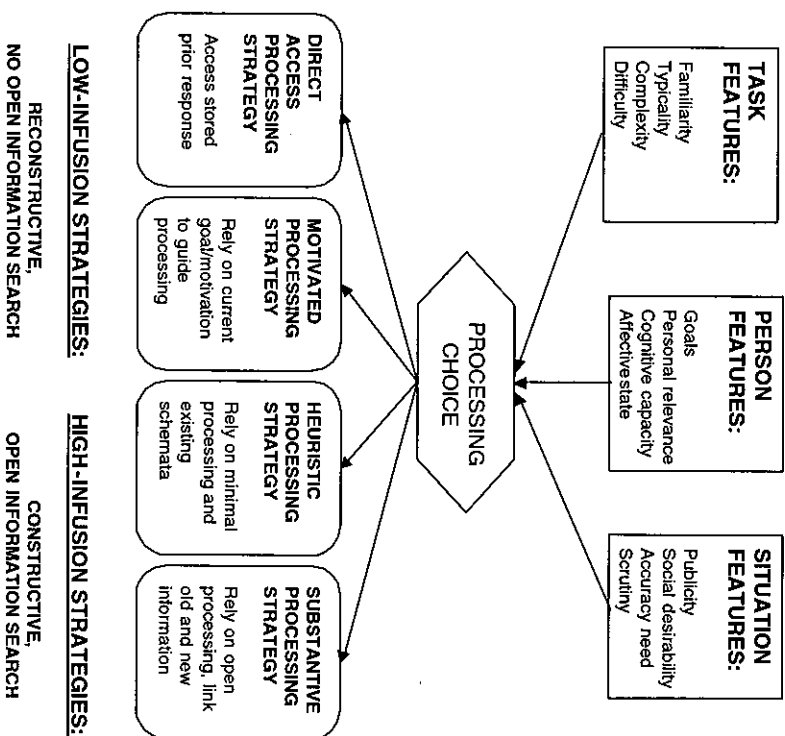 TASK
FEATURES:
Familiarity
Typicality
Complexity
Difficulty
PERSON
FEATURES:
Goals
Personal relevance
Cognitive capacity
Affective state
SITUATION
FEATURES:
Publicity
Social desirability
Accuracy need
Scrutiny
PROCESSING
CHOICE
DIRECT
ACCESS
PROCESSING
STRATEGY
Access stored
prior response
MOTIVATED
PROCESSING
STRATEGY
Rely on current
goal/motivation
to guide
processing
HEURISTIC
PROCESSING
STRATEGY
Rely on minimal
processing and
existing
schemata
SUBSTANTIVE
PROCESSING
STRATEGY
Rely on open
processing, link
old and new
information
LOW-INFUSION STRATEGIES:
RECONSTRUCTIVE,
NO OPEN INFORMATION SEARCH
HIGH-INFUSION STRATEGIES:
CONSTRUCTIVE,
OPEN INFORMATION SEARCH